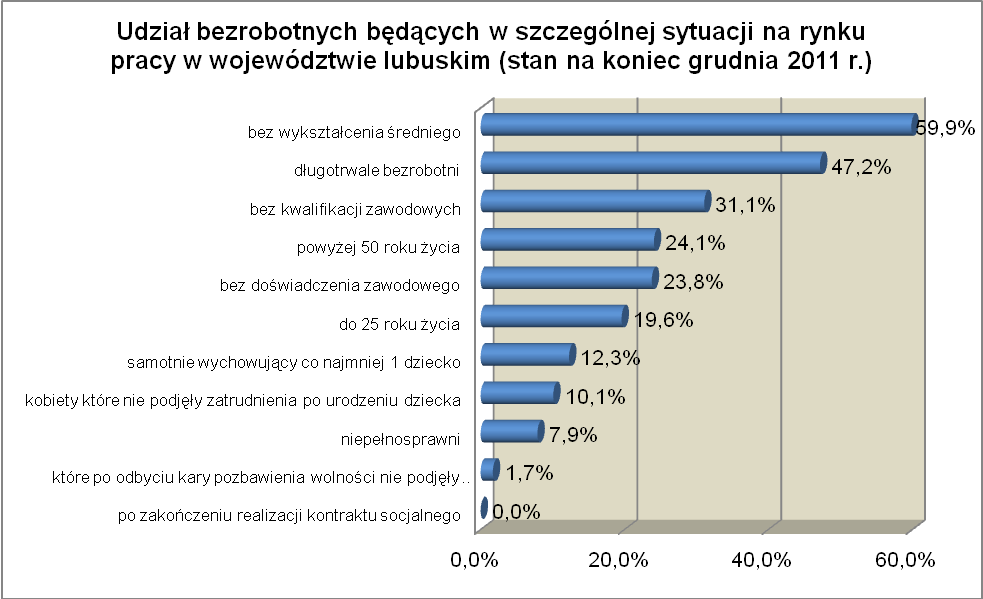 Udział bezrobotnych będących w szczególnej sytuacji na rynku
pracy w województwie lubuskim (stan na koniec grudnia 2011 r.)
bez wykształcenia średniego 59,9%
długotrwale bezrobotni 47,2%
bez kwalifikacji zawodowych 31,1%
powyżej 50 roku życia 24,1%
bez doświadczenia zawodowego 23,8%
do 25 roku życia 19,6%
samotnie wychowujący co najmniej 1 dziecko 12,3%
kobiety które nie podjęły zatrudnienia po urodzeniu dziecka 10,1%
niepełnosprawni 7,9%
które po odbyciu kary pozbawienia wolności nie podjęły.. 1,7%
po zakończeniu realizacji kontraktu socjalnego 0,0%
0,0% 20,0% 40,0% 60,0%